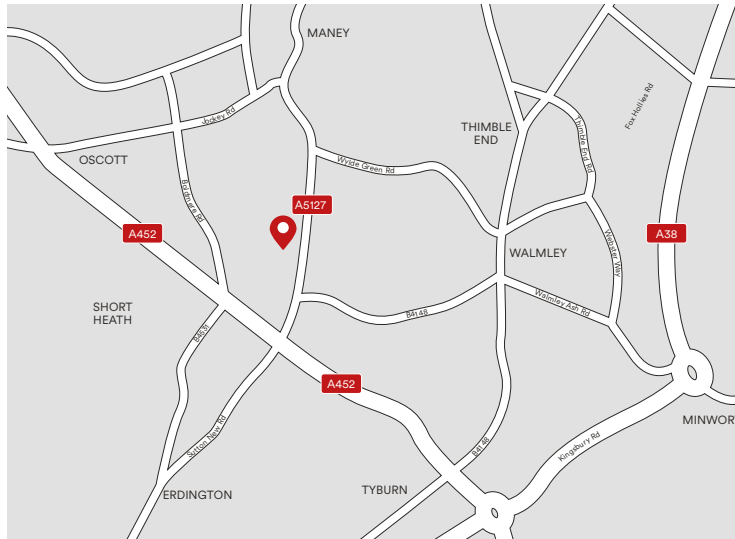 MANEY
Jockey Rd
Fox Hollies Rd
THIMBLE
END
Thimble End Rd
OSCOTT
Wylde Green Rd
Boldmere Rd
A5127
A452
A38
Webster Way
WALMLEY
SHORT
HEATH
Walmley Ash Rd
B4148
B4531
A452
MINWOR
Sutton New Rd
B4148
Kingsbury Rd
TYBURN
ERDINGTON